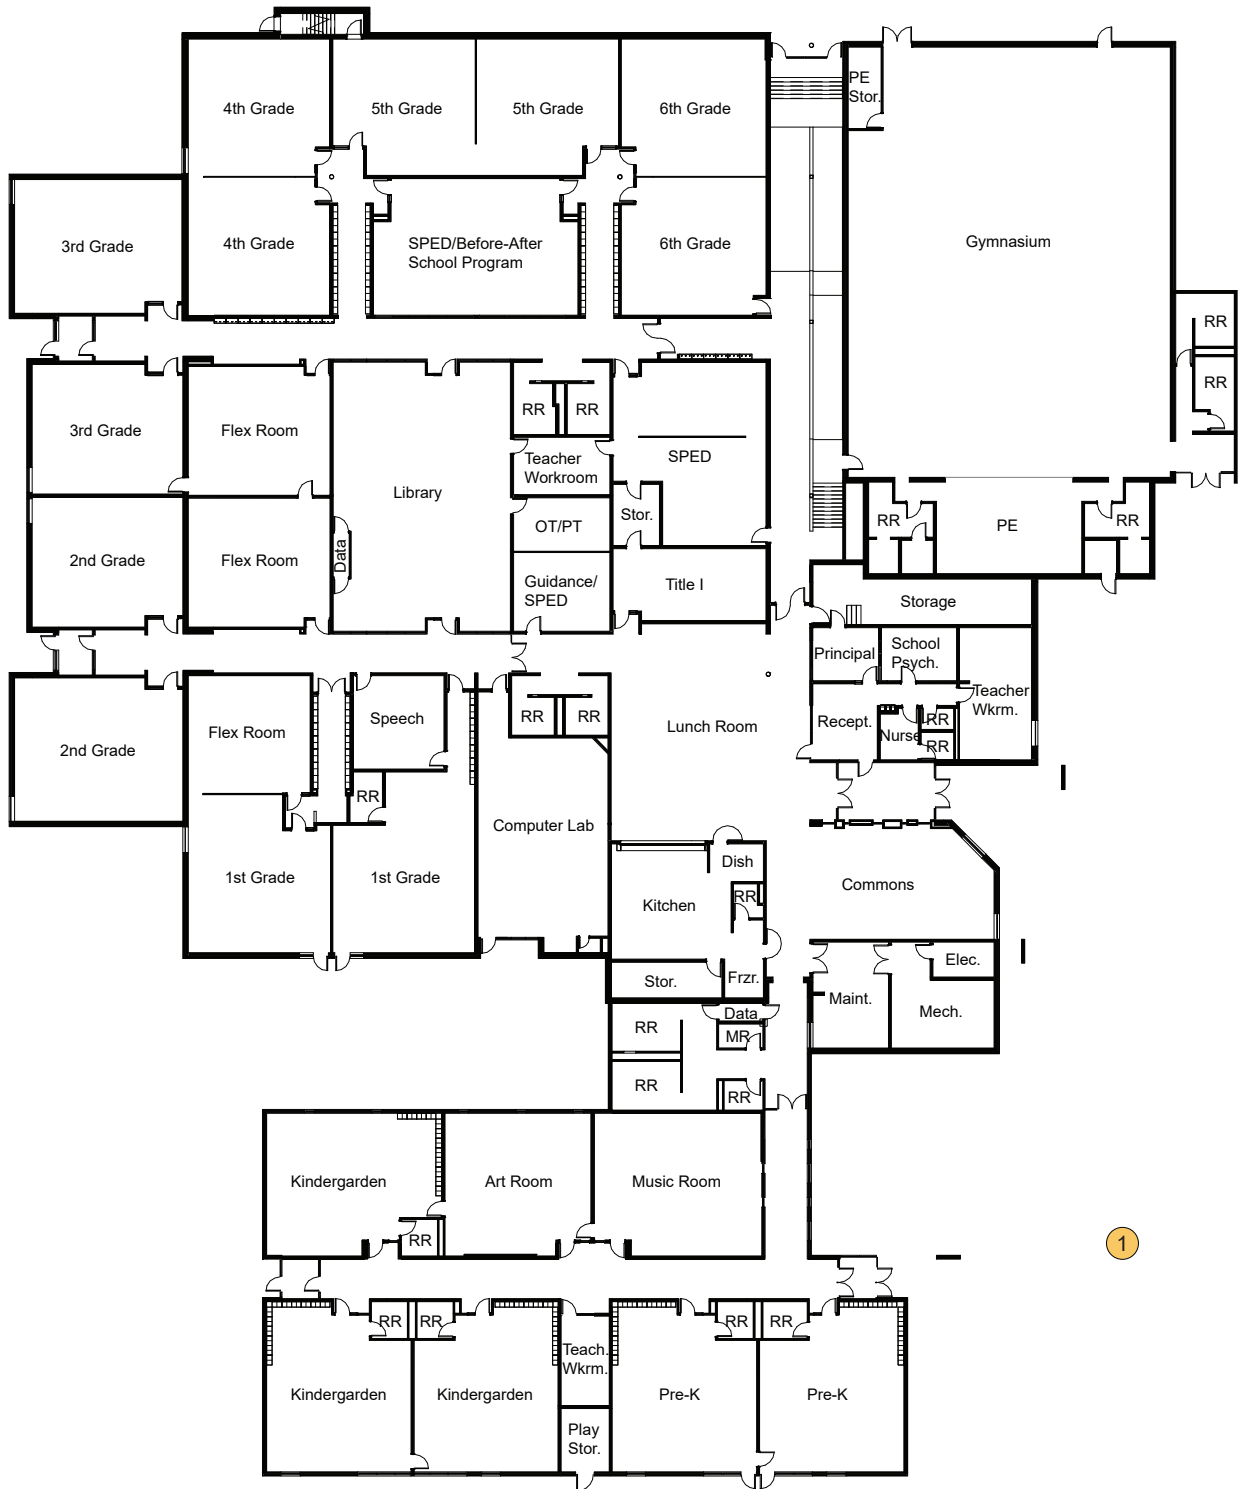 4th Grade
5th Grade
5th Grade
6th Grade
PE
Stor.
3rd Grade
4th Grade
SPED/Before-After
School Program
6th Grade
Gymnasium
RR
RR
3rd Grade
Flex Room
Library
RR
RR
Teacher
Workroom
SPED
OT/PT
Stor.
RR
PE
RR
2nd Grade
Flex Room
Data
Guidance/
SPED
Title I
Storage
Principal
School
Psych.
Teacher
Wkrm.
2nd Grade
Flex Room
Speech
RR
RR
Lunch Room
Recept.
Nurse
RR
RR
RR
Computer Lab
1st Grade
1st Grade
Dish
Kitchen
RR
Commons
Stor.
Frzr.
Elec.
Maint.
Mech.
Data
RR
MR
RR
RR
Kindergarden
Art Room
Music Room
RR
1
RR
RR
RR
RR
Teach.
Wkrm.
Kindergarden
Kindergarden
Pre-K
Pre-K
Play
Stor.